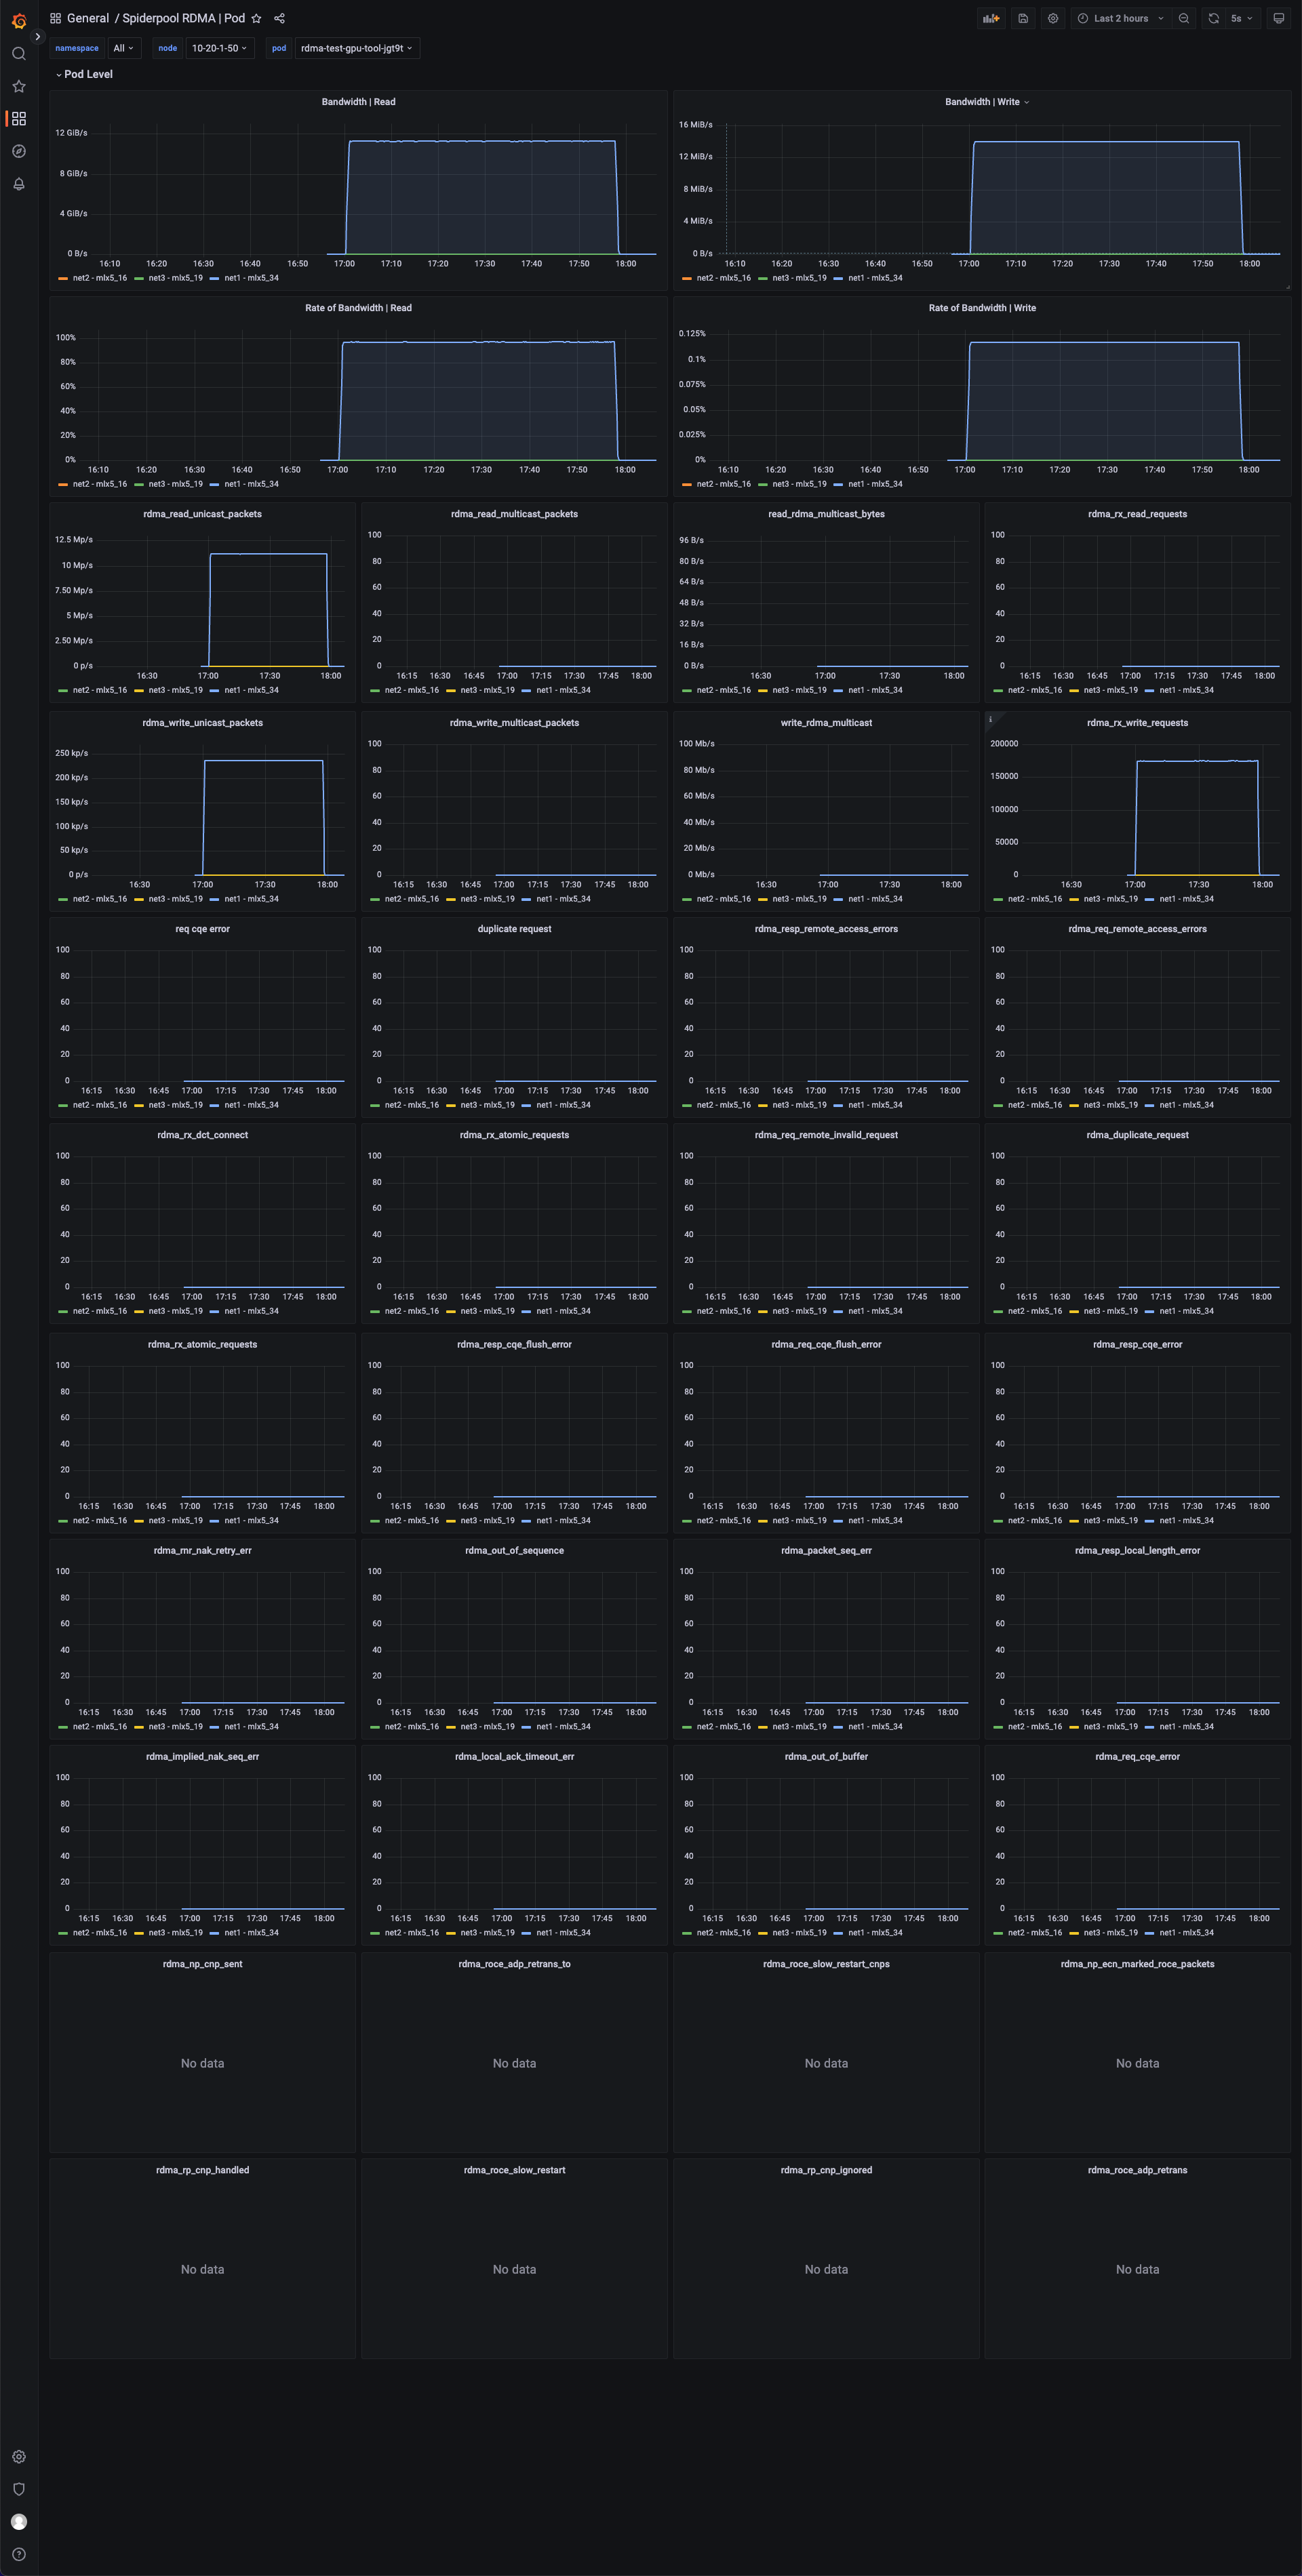 General / Spiderpool RDMA | Pod
Last 2 hours
5s
namespace All node 10-20-1-50 pod rdma-test-gpu-tool-jgt9t
Pod Level
Bandwidth | Read
12 GiB/s
8 GiB/s
4 GiB/s
0 B/s
16:10 16:20 16:30 16:40 16:50 17:00 17:10 17:20 17:30 17:40 17:50 18:00
net2 - mlx5_16 net3 - mlx5_19 net1 - mlx5_34
Bandwidth | Write
16 MiB/s
12 MiB/s
8 MiB/s
4 MiB/s
0 B/s
16:10 16:20 16:30 16:40 16:50 17:00 17:10 17:20 17:30 17:40 17:50 18:00
net2 - mlx5_16 net3 - mlx5_19 net1 - mlx5_34
Rate of Bandwidth | Read
100%
80%
60%
40%
20%
0%
16:10 16:20 16:30 16:40 16:50 17:00 17:10 17:20 17:30 17:40 17:50 18:00
net2 - mlx5_16 net3 - mlx5_19 net1 - mlx5_34
Rate of Bandwidth | Write
0.125%
0.1%
0.075%
0.05%
0.025%
0%
16:10 16:20 16:30 16:40 16:50 17:00 17:10 17:20 17:30 17:40 17:50 18:00
net2 - mlx5_16 net3 - mlx5_19 net1 - mlx5_34
rdma_read_unicast_packets
12.5 Mp/s
10 Mp/s
7.50 Mp/s
5 Mp/s
2.50 Mp/s
0 p/s
16:30 17:00 17:30 18:00
net2 - mlx5_16 net3 - mlx5_19 net1 - mlx5_34
rdma_read_multicast_packets
100
80
60
40
20
0
16:15 16:30 16:45 17:00 17:15 17:30 17:45 18:00
net2 - mlx5_16 net3 - mlx5_19 net1 - mlx5_34
read_rdma_multicast_bytes
96 B/s
80 B/s
64 B/s
48 B/s
32 B/s
16 B/s
0 B/s
16:30 17:00 17:30 18:00
net2 - mlx5_16 net3 - mlx5_19 net1 - mlx5_34
rdma_rx_read_requests
100
80
60
40
20
0
16:15 16:30 16:45 17:00 17:15 17:30 17:45 18:00
net2 - mlx5_16 net3 - mlx5_19 net1 - mlx5_34
rdma_write_unicast_packets
250 kp/s
200 kp/s
150 kp/s
100 kp/s
50 kp/s
0 p/s
16:30 17:00 17:30 18:00
net2 - mlx5_16 net3 - mlx5_19 net1 - mlx5_34
rdma_write_multicast_packets
100
80
60
40
20
0
16:15 16:30 16:45 17:00 17:15 17:30 17:45 18:00
net2 - mlx5_16 net3 - mlx5_19 net1 - mlx5_34
write_rdma_multicast
100 Mb/s
80 Mb/s
60 Mb/s
40 Mb/s
20 Mb/s
0 Mb/s
16:30 17:00 17:30 18:00
net2 - mlx5_16 net3 - mlx5_19 net1 - mlx5_34
rdma_rx_write_requests
200000
150000
100000
50000
0
16:30 17:00 17:30 18:00
net2 - mlx5_16 net3 - mlx5_19 net1 - mlx5_34
req cqe error
100
80
60
40
20
0
16:15 16:30 16:45 17:00 17:15 17:30 17:45 18:00
net2 - mlx5_16 net3 - mlx5_19 net1 - mlx5_34
duplicate request
100
80
60
40
20
0
16:15 16:30 16:45 17:00 17:15 17:30 17:45 18:00
net2 - mlx5_16 net3 - mlx5_19 net1 - mlx5_34
rdma_resp_remote_access_errors
100
80
60
40
20
0
16:15 16:30 16:45 17:00 17:15 17:30 17:45 18:00
net2 - mlx5_16 net3 - mlx5_19 net1 - mlx5_34
rdma_req_remote_access_errors
100
80
60
40
20
0
16:15 16:30 16:45 17:00 17:15 17:30 17:45 18:00
net2 - mlx5_16 net3 - mlx5_19 net1 - mlx5_34
rdma_rx_dct_connect
100
80
60
40
20
0
16:15 16:30 16:45 17:00 17:15 17:30 17:45 18:00
net2 - mlx5_16 net3 - mlx5_19 net1 - mlx5_34
rdma_rx_atomic_requests
100
80
60
40
20
0
16:15 16:30 16:45 17:00 17:15 17:30 17:45 18:00
net2 - mlx5_16 net3 - mlx5_19 net1 - mlx5_34
rdma_req_remote_invalid_request
100
80
60
40
20
0
16:15 16:30 16:45 17:00 17:15 17:30 17:45 18:00
net2 - mlx5_16 net3 - mlx5_19 net1 - mlx5_34
rdma_duplicate_request
100
80
60
40
20
0
16:15 16:30 16:45 17:00 17:15 17:30 17:45 18:00
net2 - mlx5_16 net3 - mlx5_19 net1 - mlx5_34
rdma_rx_atomic_requests
100
80
60
40
20
0
16:15 16:30 16:45 17:00 17:15 17:30 17:45 18:00
net2 - mlx5_16 net3 - mlx5_19 net1 - mlx5_34
rdma_resp_cqe_flush_error
100
80
60
40
20
0
16:15 16:30 16:45 17:00 17:15 17:30 17:45 18:00
net2 - mlx5_16 net3 - mlx5_19 net1 - mlx5_34
rdma_req_cqe_flush_error
100
80
60
40
20
0
16:15 16:30 16:45 17:00 17:15 17:30 17:45 18:00
net2 - mlx5_16 net3 - mlx5_19 net1 - mlx5_34
rdma_resp_cqe_error
100
80
60
40
20
0
16:15 16:30 16:45 17:00 17:15 17:30 17:45 18:00
net2 - mlx5_16 net3 - mlx5_19 net1 - mlx5_34
rdma_rnr_nak_retry_err
100
80
60
40
20
0
16:15 16:30 16:45 17:00 17:15 17:30 17:45 18:00
net2 - mlx5_16 net3 - mlx5_19 net1 - mlx5_34
rdma_out_of_sequence
100
80
60
40
20
0
16:15 16:30 16:45 17:00 17:15 17:30 17:45 18:00
net2 - mlx5_16 net3 - mlx5_19 net1 - mlx5_34
rdma_packet_seq_err
100
80
60
40
20
0
16:15 16:30 16:45 17:00 17:15 17:30 17:45 18:00
net2 - mlx5_16 net3 - mlx5_19 net1 - mlx5_34
rdma_resp_local_length_error
100
80
60
40
20
0
16:15 16:30 16:45 17:00 17:15 17:30 17:45 18:00
net2 - mlx5_16 net3 - mlx5_19 net1 - mlx5_34
rdma_implied_nak_seq_err
100
80
60
40
20
0
16:15 16:30 16:45 17:00 17:15 17:30 17:45 18:00
net2 - mlx5_16 net3 - mlx5_19 net1 - mlx5_34
rdma_local_ack_timeout_err
100
80
60
40
20
0
16:15 16:30 16:45 17:00 17:15 17:30 17:45 18:00
net2 - mlx5_16 net3 - mlx5_19 net1 - mlx5_34
rdma_out_of_buffer
100
80
60
40
20
0
16:15 16:30 16:45 17:00 17:15 17:30 17:45 18:00
net2 - mlx5_16 net3 - mlx5_19 net1 - mlx5_34
rdma_req_cqe_error
100
80
60
40
20
0
16:15 16:30 16:45 17:00 17:15 17:30 17:45 18:00
net2 - mlx5_16 net3 - mlx5_19 net1 - mlx5_34
rdma_np_cnp_sent
No data
rdma_roce_adp_retrans_to
No data
rdma_roce_slow_restart_cnps
No data
rdma_np_ecn_marked_roce_packets
No data
rdma_rp_cnp_handled
No data
rdma_roce_slow_restart
No data
rdma_rp_cnp_ignored
No data
rdma_roce_adp_retrans
No data